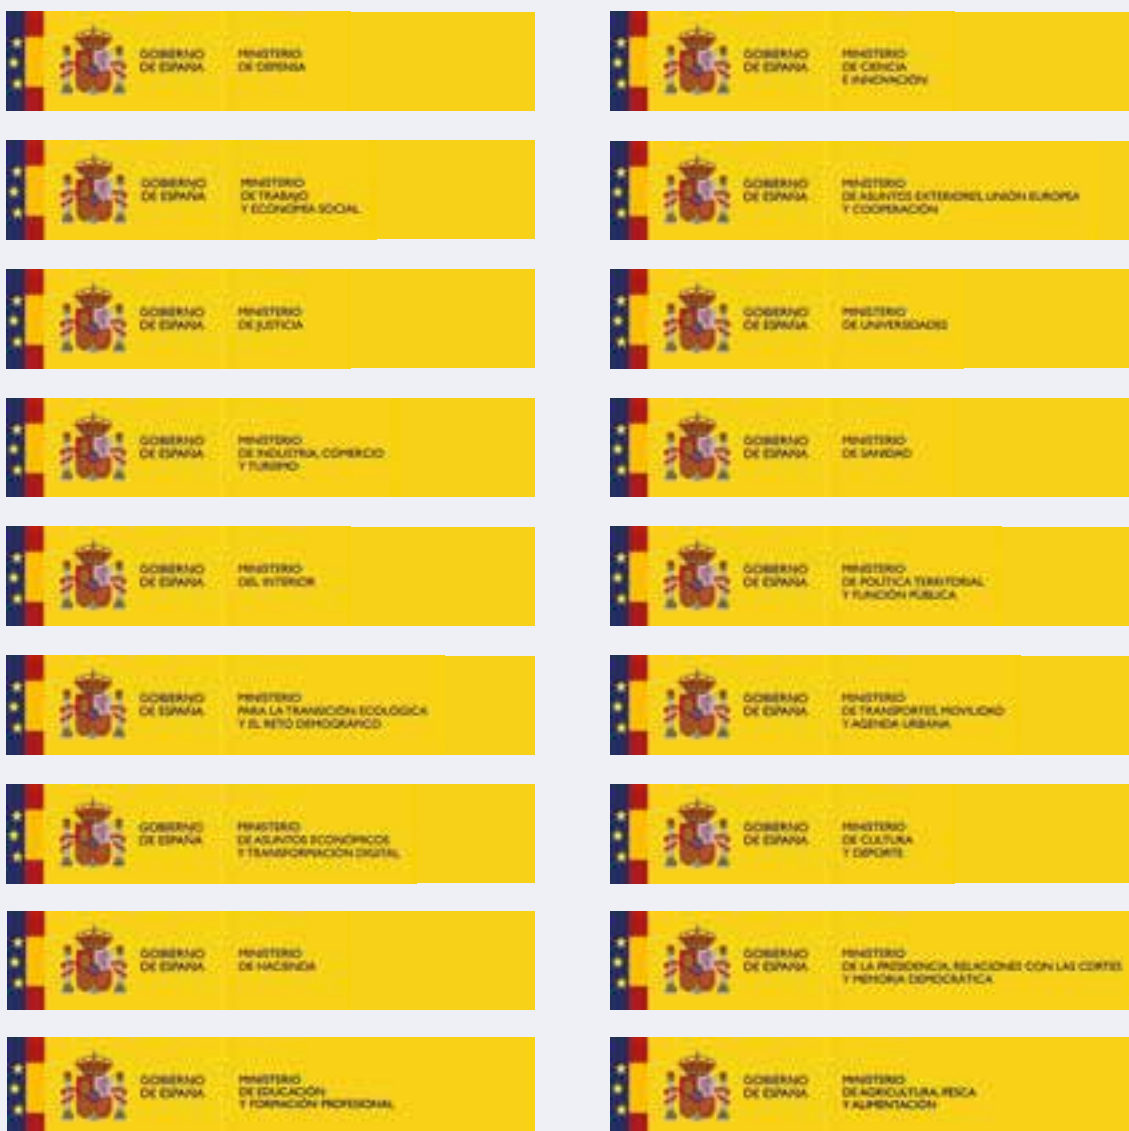 GOBIERNO
DE ESPAÑA
MINISTERIO
DE DEFENSA
GOBIERNO
DE ESPAÑA
MINISTERIO
DE CIENCIA
E INNOVACIÓN
GOBIERNO
DE ESPAÑA
MINISTERIO
DE TRABAJO
Y ECONOMÍA SOCIAL
GOBIERNO
DE ESPAÑA
MINISTERIO
DE ASUNTOS EXTERIORES, UNIÓN EUROPEA
Y COOPERACIÓN
GOBIERNO
DE ESPAÑA
MINISTERIO
DE JUSTICIA
GOBIERNO
DE ESPAÑA
MINISTERIO
DE UNIVERSIDADES
GOBIERNO
DE ESPAÑA
MINISTERIO
DE INDUSTRIA, COMERCIO
Y TURISMO
GOBIERNO
DE ESPAÑA
MINISTERIO
DE SANIDAD
GOBIERNO
DE ESPAÑA
MINISTERIO
DEL INTERIOR
GOBIERNO
DE ESPAÑA
MINISTERIO
DE POLÍTICA TERRITORIAL
Y FUNCIÓN PÚBLICA
GOBIERNO
DE ESPAÑA
MINISTERIO
PARA LA TRANSICIÓN ECOLÓGICA
Y EL RETO DEMOGRÁFICO
GOBIERNO
DE ESPAÑA
MINISTERIO
DE TRANSPORTES, MOVILIDAD
Y AGENDA URBANA
GOBIERNO
DE ESPAÑA
MINISTERIO
DE ASUNTOS ECONÓMICOS
Y TRANSFORMACIÓN DIGITAL
GOBIERNO
DE ESPAÑA
MINISTERIO
DE CULTURA
Y DEPORTE
GOBIERNO
DE ESPAÑA
MINISTERIO
DE HACIENDA
GOBIERNO
DE ESPAÑA
MINISTERIO
DE LA PRESIDENCIA, RELACIONES CON LAS CORTES
Y MEMORIA DEMOCRÁTICA
GOBIERNO
DE ESPAÑA
MINISTERIO
DE EDUCACIÓN
Y FORMACIÓN PROFESIONAL
GOBIERNO
DE ESPAÑA
MINISTERIO
DE AGRICULTURA, PESCA
Y ALIMENTACIÓN